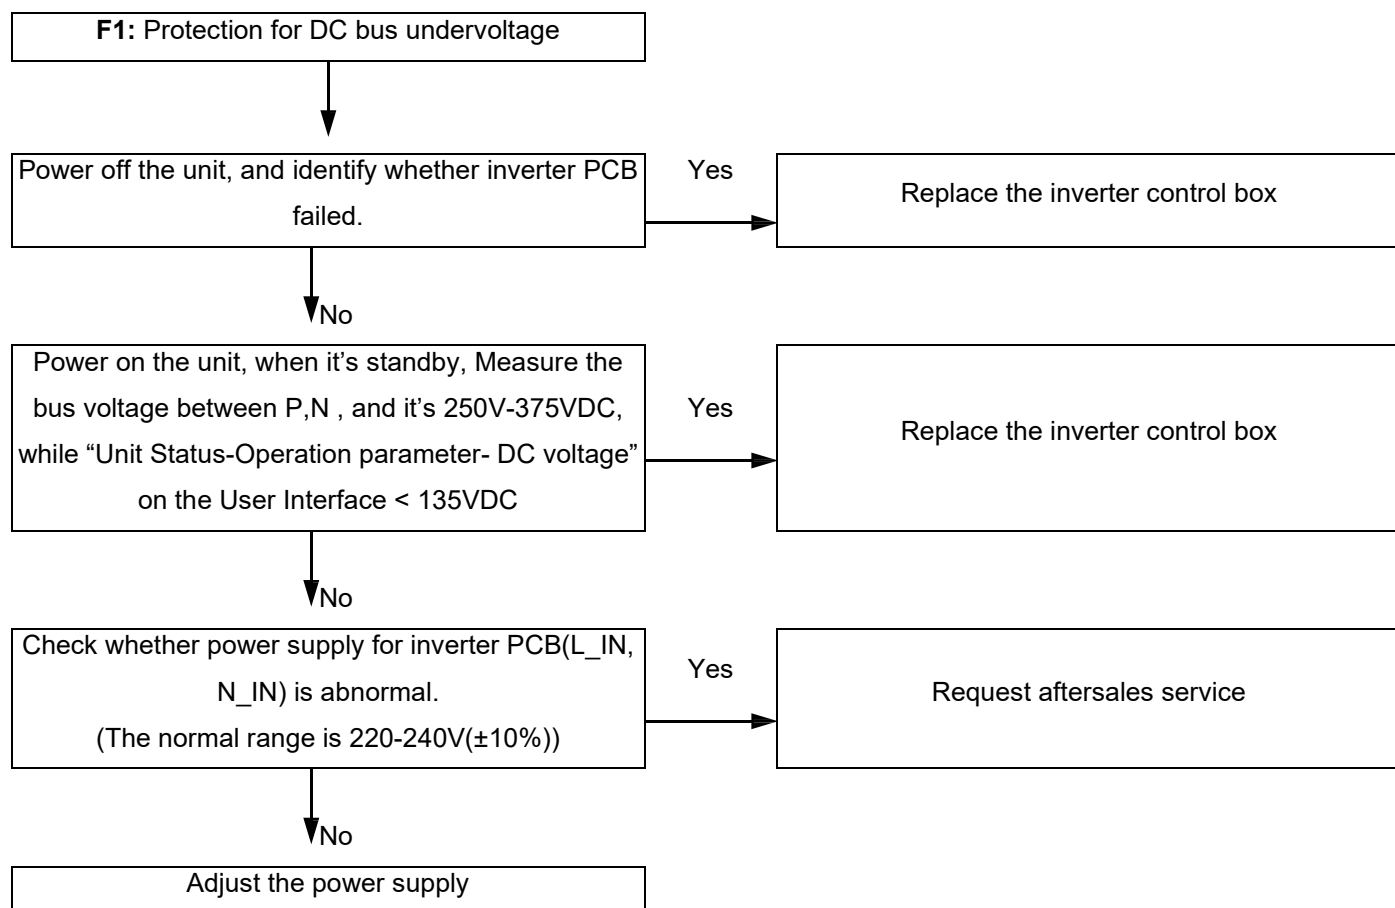 F1: Protection for DC bus undervoltage
Power off the unit, and identify whether inverter PCB
failed.
Yes
Replace the inverter control box
No
Power on the unit, when it’s standby, Measure the
bus voltage between P,N , and it’s 250V-375VDC,
while “Unit Status-Operation parameter- DC voltage”
on the User Interface < 135VDC
Yes
Replace the inverter control box
No
Check whether power supply for inverter PCB(L_IN,
N_IN) is abnormal.
(The normal range is 220-240V(±10%))
Yes
Request aftersales service
No
Adjust the power supply